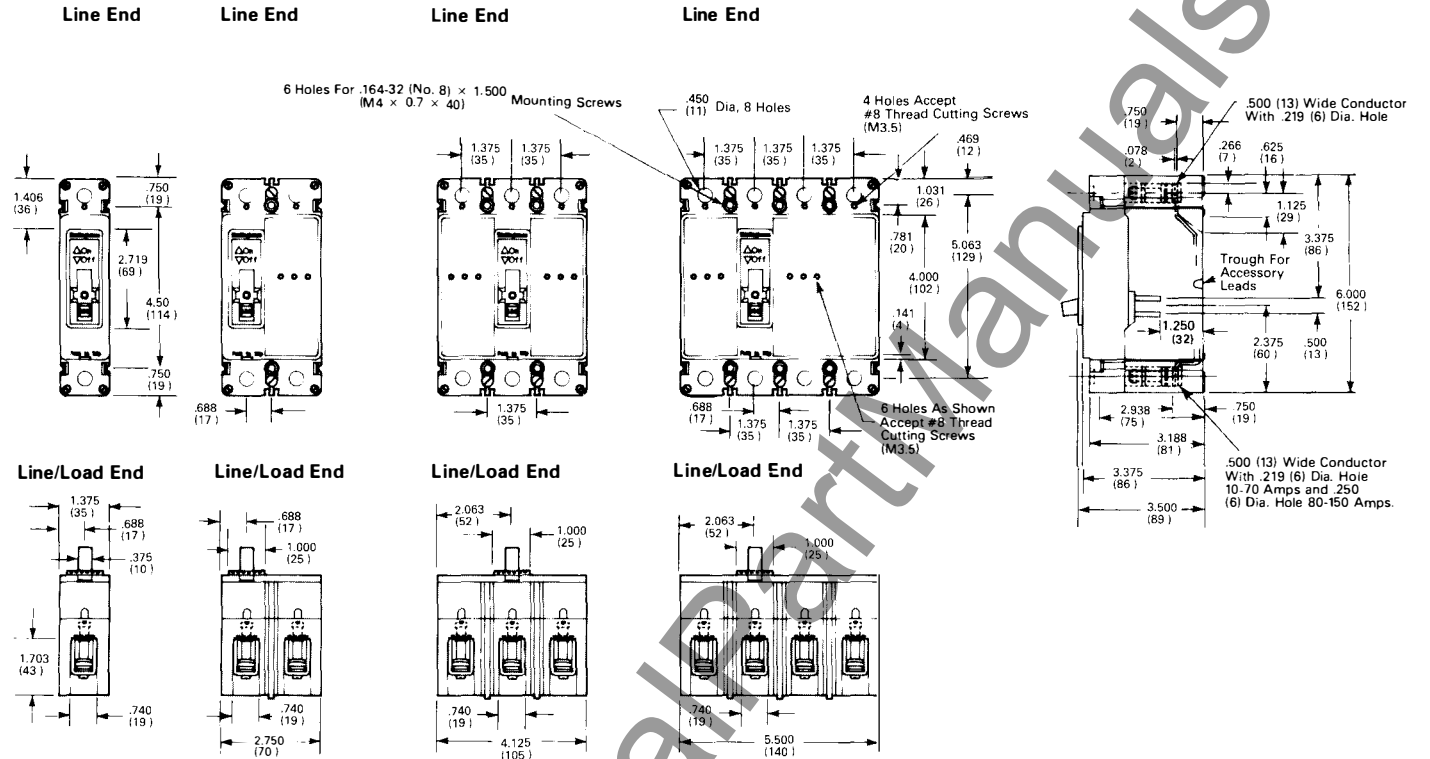 Line End
Line End
Line End
Line End
6 Holes For .164-32 (No. 8) × 1.500
(M4 × 0.7 × 40)
Mounting Screws
.450
(11)
Dia, 8 Holes
4 Holes Accept
#8 Thread Cutting Screws
(M3.5)
.750
(19 )
.500 (13) Wide Conductor
With .219 (6) Dia. Hole
1.375
(35 )
1.375
(35 )
1.375
(35 )
1.375
(35 )
1.375
(35 )
.469
(12 )
.078
(2 )
.266
(7 )
.625
(16 )
1.406
(36 )
.750
(19 )
1.031
(26 )
1.125
(29 )
2.719
(69 )
4.50
(114 )
.750
(19 )
On
Off
On
Off
On
Off
On
Off
.781
(20 )
5.063
(129 )
4.000
(102 )
.141
(4 )
3.375
(86 )
Trough For
Accessory
Leads
6.000
(152 )
1.250
(32)
2.375
(60 )
.500
(13 )
.688
(17 )
1.375
(35 )
.688
(17 )
1.375
(35 )
1.375
(35 )
6 Holes As Shown
Accept #8 Thread
Cutting Screws
(M3.5)
2.938
(75 )
.750
(19 )
3.188
(81 )
3.375
(86 )
3.500
(89 )
.500 (13) Wide Conductor
With .219 (6) Dia. Hole
10-70 Amps and .250
(6) Dia. Hole 80-150 Amps.
Line/Load End
Line/Load End
Line/Load End
Line/Load End
1.375
(35 )
.688
(17 )
.375
(10 )
.688
(17 )
1.000
(25 )
2.063
(52 )
1.000
(25 )
2.063
(52 )
1.000
(25 )
1.703
(43 )
.740
(19 )
.740
(19 )
.740
(19 )
.740
(19 )
2.750
(70 )
4.125
(105 )
5.500
(140 )
alPartManuals